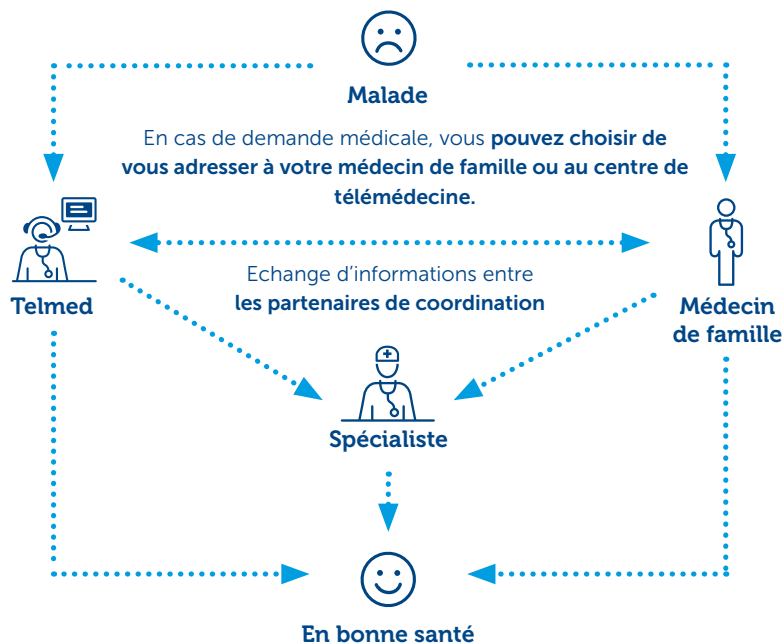 Malade
En cas de demande médicale, vous pouvez choisir de
vous adresser à votre médecin de famille ou au centre de
télémédecine.
Echange d’informations entre
les partenaires de coordination
Telmed
Médecin
de famille
Spécialiste
En bonne santé